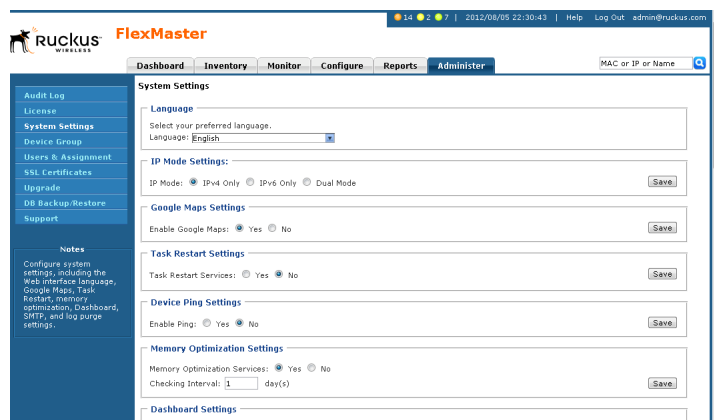 14 2 7 | 2012/08/05 22:30:43 | Help Log Out admin@ruckus.com
RUCKUS
WIRELESS
FlexMaster
Dashboard Inventory Monitor Configure Reports Administer
MAC or IP or Name
Audit Log
License
System Settings
Device Group
Users & Assignment
SSL Certificates
Upgrade
DB Backup/Restore
Support
Notes
Configure system
settings, including the
Web interface language,
Google Maps, Task
Restart, memory
optimization, Dashboard,
SMTP, and log purge
settings.
System Settings
Language
Select your preferred language.
Language: English
IP Mode Settings:
IP Mode: IPv4 Only IPv6 Only Dual Mode Save
Google Maps Settings
Enable Google Maps: Yes No Save
Task Restart Settings
Task Restart Services: Yes No Save
Device Ping Settings
Enable Ping: Yes No Save
Memory Optimization Settings
Memory Optimization Services: Yes No
Checking Interval: 1 day(s) Save
Dashboard Settings